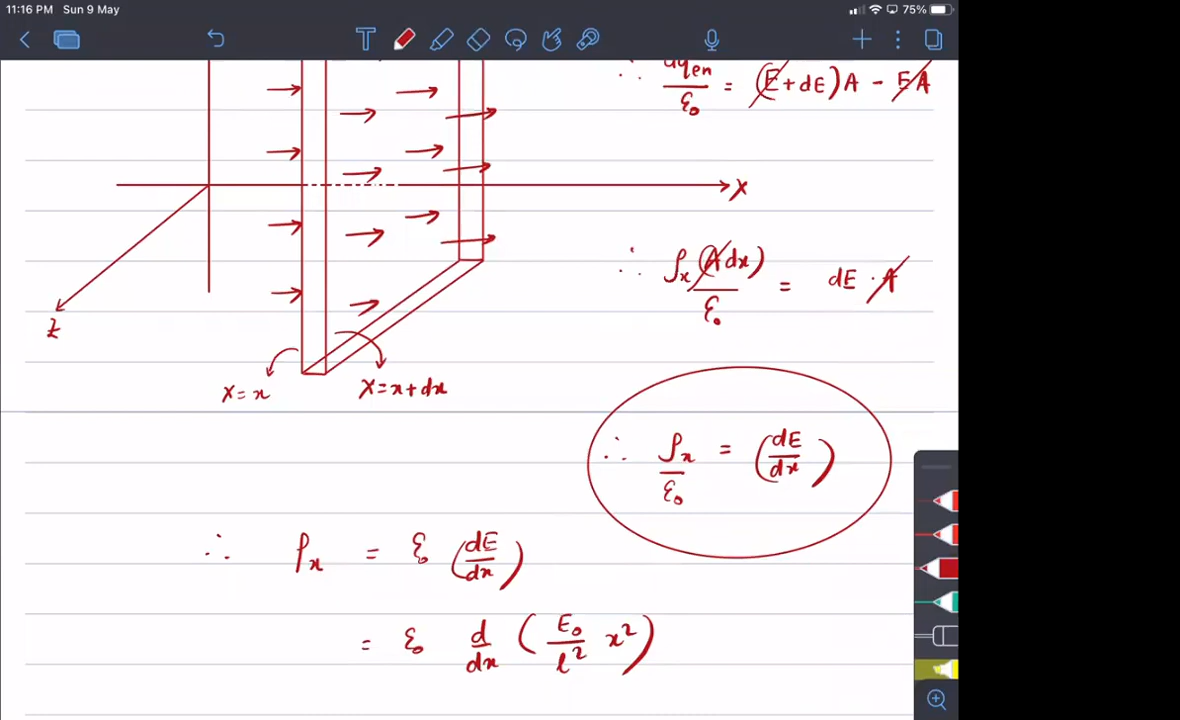 11:16 PM Sun 9 May
75%
∴ dq_en/ε₀ = (E+dE)A - EA
X
∴ ρ_x(A dx)/ε₀ = dE · A
Z
X=x
X=x+dx
∴ ρ_x/ε₀ = (dE/dx)
∴ ρ_x = ε₀ (dE/dx)
= ε₀ d/dx (E₀/l² x²)